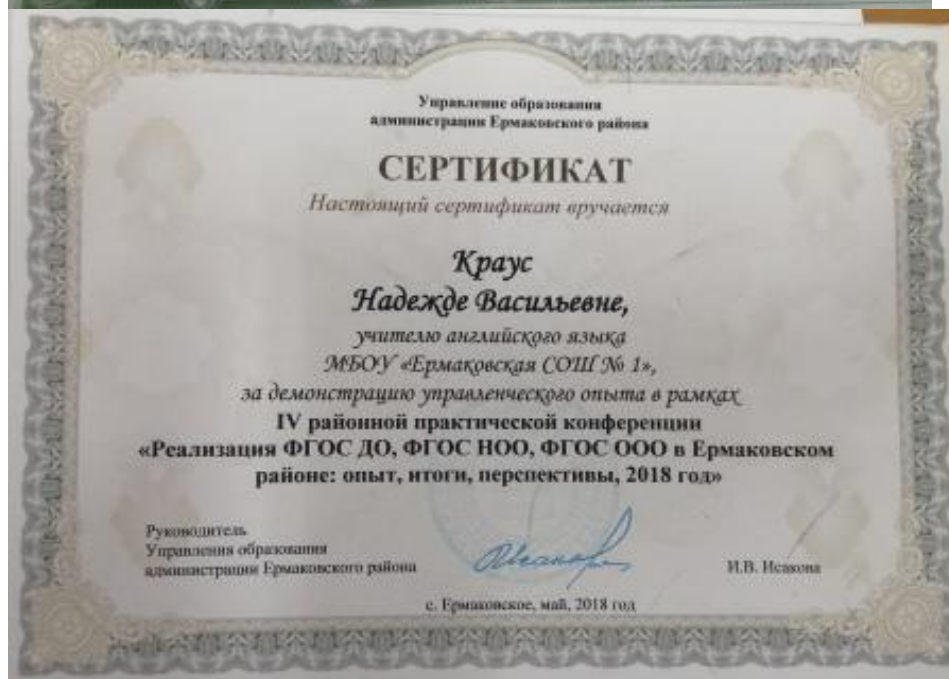 Управление образования
администрации Ермаковского района
СЕРТИФИКАТ
Настоящий сертификат вручается
Краус
Надежде Васильевне,
учителю английского языка
МБОУ «Ермаковская СОШ № 1»,
за демонстрацию управленческого опыта в рамках
IV районной практической конференции
«Реализация ФГОС ДО, ФГОС НОО, ФГОС ООО в Ермаковском
районе: опыт, итоги, перспективы, 2018 год»
Руководитель
Управления образования
администрации Ермаковского района
И.В. Исакова
с. Ермаковское, май, 2018 год